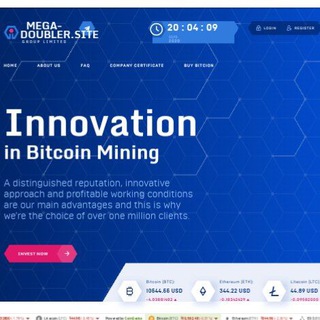 MEGA-
DOUBLER.SITE
GROUP LIMITED
20 : 04 : 09
LOGIN
REGISTER
HOME
ABOUT US
FAQ
COMPANY CERTIFICATE
BUY BITCOIN
Innovation
in Bitcoin Mining
A distinguished reputation, innovative
approach and profitable working conditions
are our main advantages and this is why
we're the choice of over one million clients.
INVEST NOW
Bitcoin (BTC)
10644.66 USD
Ethereum (ETH)
344.22 USD
Litecoin (LTC)
44.89 USD